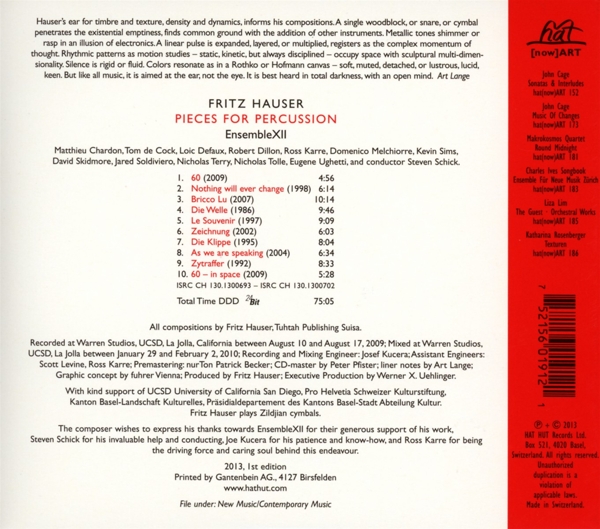 Hauser's ear for timbre and texture, density and dynamics, informs his compositions. A single woodblock, or snare, or cymbal
penetrates the existential emptiness, finds common ground with the addition of other instruments. Metallic tones shimmer
or rasp in an illusion of electronics. A linear pulse is expanded, layered, or multiplied, registers as the complex momentum of
thought. Rhythmic patterns as motion studies – static, kinetic, but always disciplined – occupy space with sculptural multi-dimen-
sionality. Silence is rigid or fluid. Colors resonate as in a Rothko or Hofmann canvas – soft, muted, detached, or lustrous, lucid,
keen. But like all music, it is aimed at the ear, not the eye. It is best heard in total darkness, with an open mind. Art Lange
FRITZ HAUSER
PIECES FOR PERCUSSION
EnsembleXII
Matthieu Chardon, Tom de Cock, Loic Defaux, Robert Dillon, Ross Karre, Domenico Melchiorre, Kevin Sims,
David Skidmore, Jared Soldiviero, Nicholas Terry, Nicholas Tolle, Eugene Ughetti, and conductor Steven Schick.
1. 60 (2009) 4:56
2. Nothing will ever change (1998) 6:14
3. Bricco Lu (2007) 10:14
4. Die Welle (1986) 9:46
5. Le Souvenir (1997) 9:09
6. Zeichnung (2002) 6:03
7. Die Klippe (1995) 8:04
8. As we are speaking (2004) 6:34
9. Zytraffer (1992) 8:33
10. 60 – in space (2009) 5:28
ISRC CH 130.1300693 – ISRC CH 130.1300702
Total Time DDD 24 Bit 75:05
All compositions by Fritz Hauser, Tuhtah Publishing Suisa.
Recorded at Warren Studios, UCSD, La Jolla, California between August 10 and August 17, 2009; Mixed at Warren Studios,
UCSD, La Jolla between January 29 and February 2, 2010; Recording and Mixing Engineer: Josef Kucera; Assistant Engineers:
Scott Levine, Ross Karre; Premastering: nurTon Patrick Becker; CD-master by Peter Pfister; liner notes by Art Lange;
Graphic concept by fuhrer Vienna; Produced by Fritz Hauser; Executive Production by Werner X. Uehlinger.
With kind support of UCSD University of California San Diego, Pro Helvetia Schweizer Kulturstiftung,
Kanton Basel-Landschaft Kulturelles, Präsidialdepartement des Kantons Basel-Stadt Abteilung Kultur.
Fritz Hauser plays Zildjian cymbals.
The composer wishes to express his thanks towards EnsembleXII for their generous support of his work,
Steven Schick for his invaluable help and conducting, Joe Kucera for his patience and know-how, and Ross Karre for being
the driving force and caring soul behind this endeavour.
2013, 1st edition
Printed by Gantenbein AG., 4127 Birsfelden
www.hathut.com
File under: New Music/Contemporary Music
hat
[now]ART
John Cage
Sonatas & Interludes
hat[now]ART 152
John Cage
Music Of Changes
hat[now]ART 173
Makrokosmos Quartet
Round Midnight
hat[now]ART 181
Charles Ives Songbook
Ensemble Für Neue Musik Zürich
hat[now]ART 183
Liza Lim
The Guest · Orchestral Works
hat[now]ART 185
Katharina Rosenberger
Texturen
hat[now]ART 186
7 52156 01912 1
℗ + © 2013
HAT HUT Records Ltd.
Box 521, 4020 Basel,
Switzerland. All rights reserved.
Unauthorized
duplication is a
violation of
applicable laws.
Made in Switzerland.